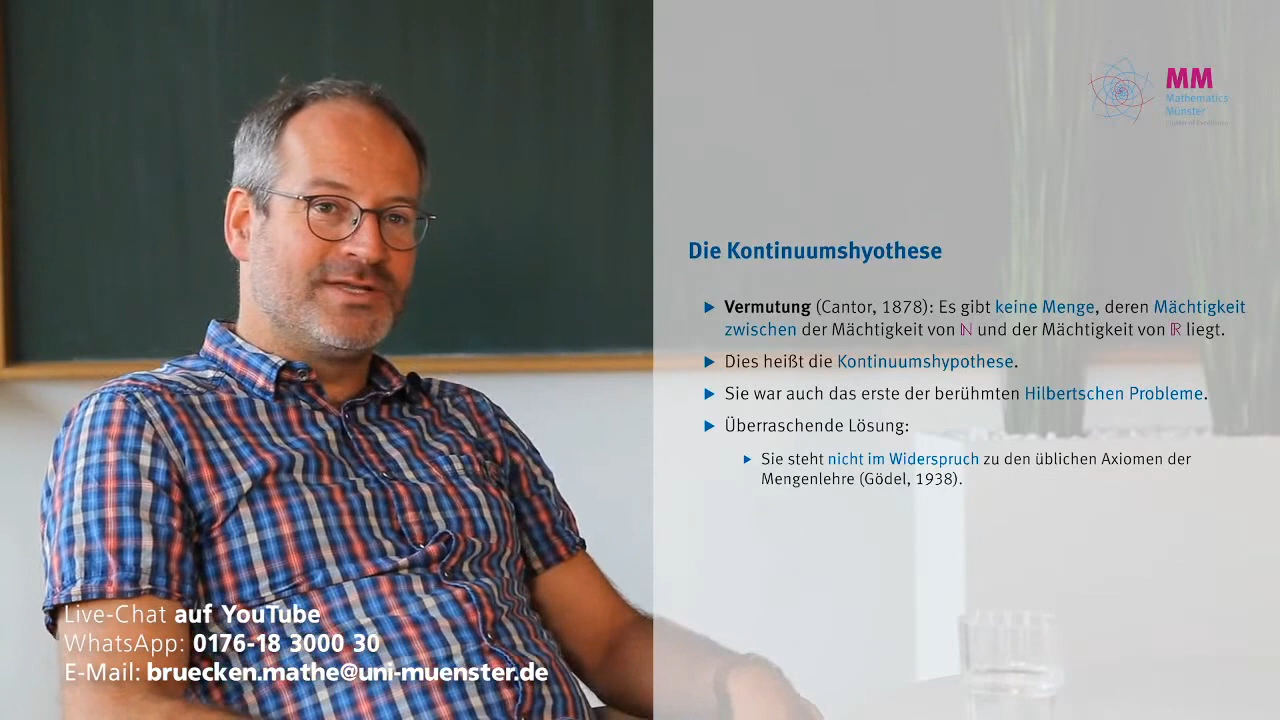 MM
Mathematics
Münster
Cluster of Excellence
Die Kontinuumshyothese
Vermutung (Cantor, 1878): Es gibt keine Menge, deren Mächtigkeit
zwischen der Mächtigkeit von ℕ und der Mächtigkeit von ℝ liegt.
Dies heißt die Kontinuumshypothese.
Sie war auch das erste der berühmten Hilbertschen Probleme.
Überraschende Lösung:
Sie steht nicht im Widerspruch zu den üblichen Axiomen der
Mengenlehre (Gödel, 1938).
Live-Chat auf YouTube
WhatsApp: 0176-18 3000 30
E-Mail: bruecken.mathe@uni-muenster.de